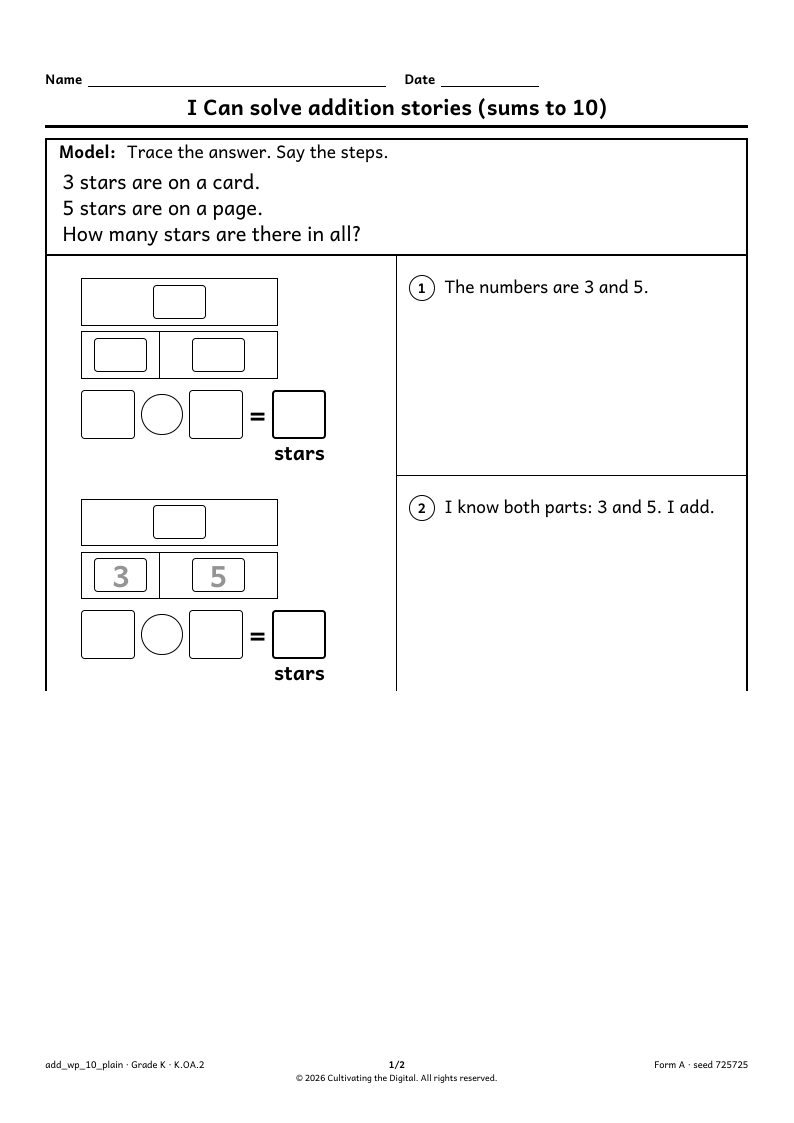 Name Date
I Can solve addition stories (sums to 10)
Model: Trace the answer. Say the steps.
3 stars are on a card.
5 stars are on a page.
How many stars are there in all?
1 The numbers are 3 and 5.
=
stars
2 I know both parts: 3 and 5. I add.
3 5
=
stars
add_wp_10_plain · Grade K · K.OA.2 1/2 Form A · seed 725725
© 2026 Cultivating the Digital. All rights reserved.